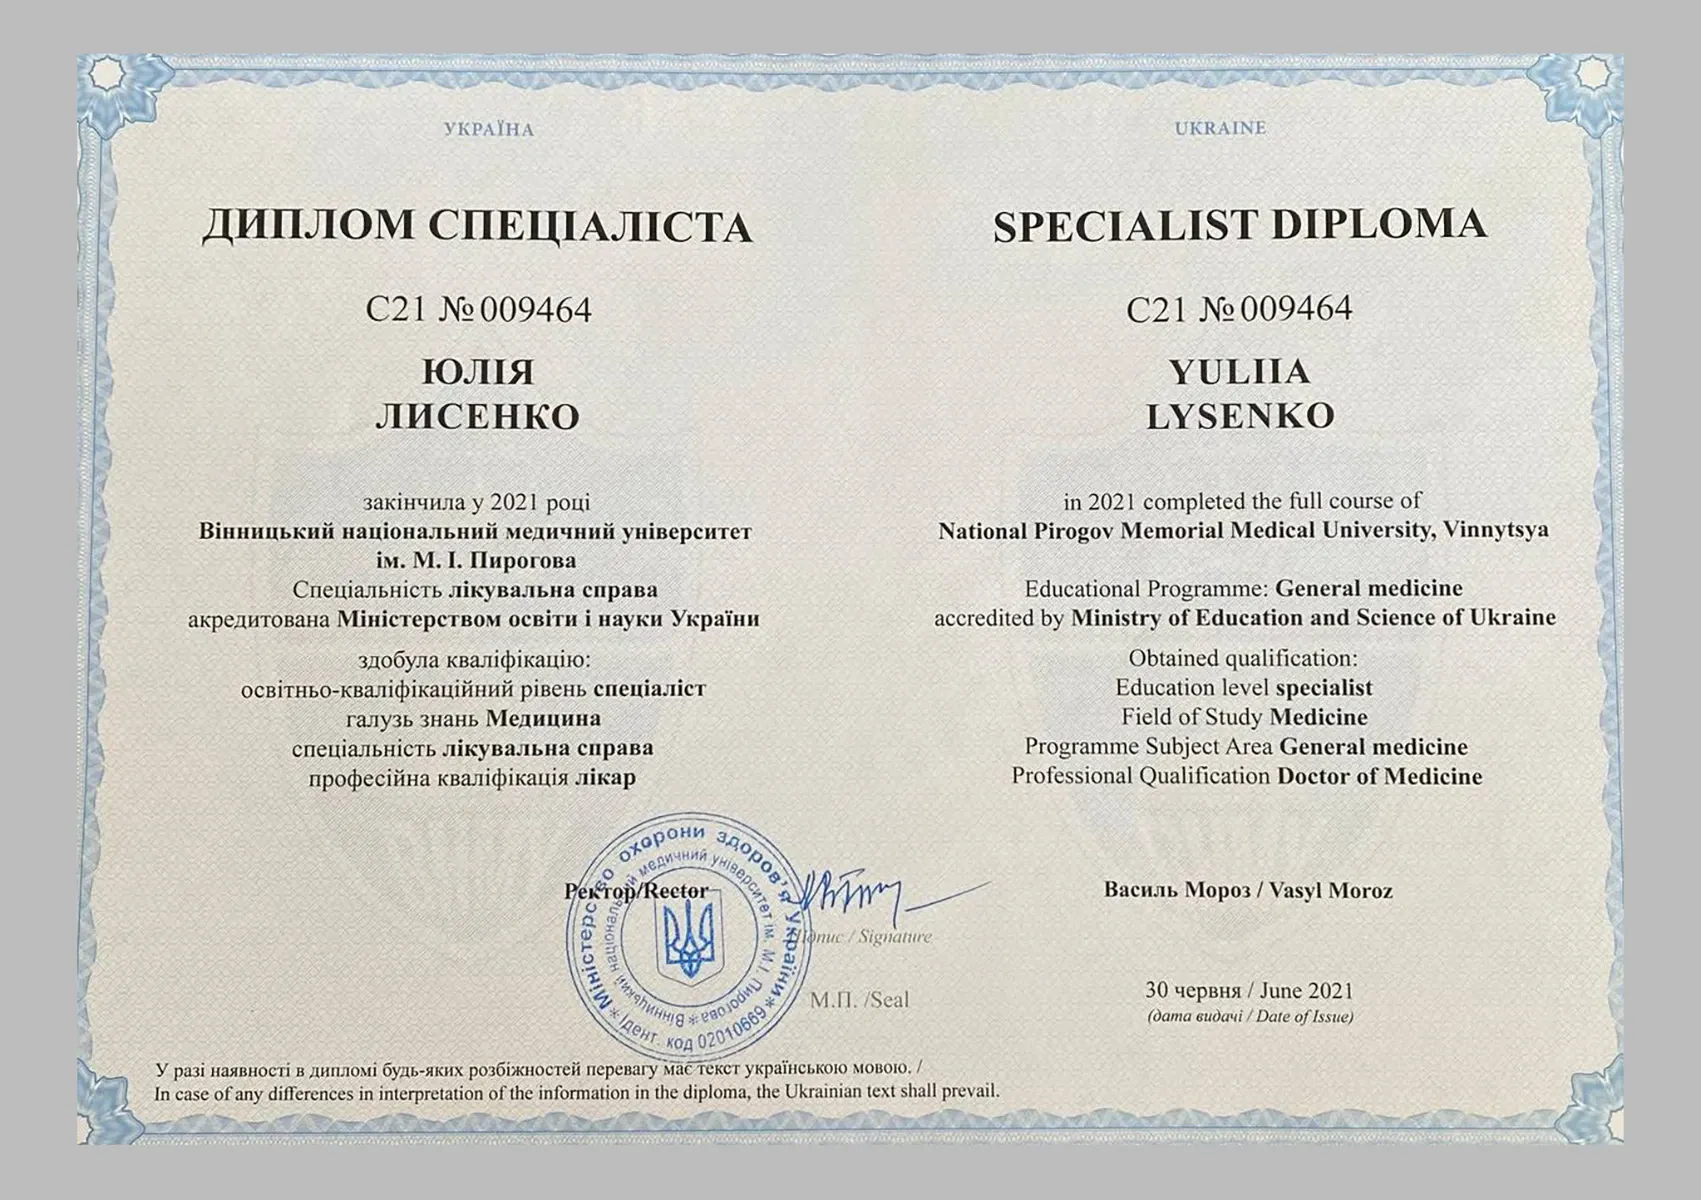 УКРАЇНА
ДИПЛОМ СПЕЦІАЛІСТА
С21 №009464
ЮЛІЯ
ЛИСЕНКО
закінчила у 2021 році
Вінницький національний медичний університет
ім. М. І. Пирогова
Спеціальність лікувальна справа
акредитована Міністерством освіти і науки України
здобула кваліфікацію:
освітньо-кваліфікаційний рівень спеціаліст
галузь знань Медицина
спеціальність лікувальна справа
професійна кваліфікація лікар
UKRAINE
SPECIALIST DIPLOMA
C21 №009464
YULIIA
LYSENKO
in 2021 completed the full course of
National Pirogov Memorial Medical University, Vinnytsya
Educational Programme: General medicine
accredited by Ministry of Education and Science of Ukraine
Obtained qualification:
Education level specialist
Field of Study Medicine
Programme Subject Area General medicine
Professional Qualification Doctor of Medicine
Ректор/Rector
Підпис / Signature
М.П. /Seal
Василь Мороз / Vasyl Moroz
30 червня / June 2021
(дата видачі / Date of Issue)
Міністерство охорони здоров'я України
* Ідент. код 02010669 *
Вінницький національний медичний університет ім. М.І. Пирогова *
У разі наявності в дипломі будь-яких розбіжностей перевагу має текст українською мовою. /
In case of any differences in interpretation of the information in the diploma, the Ukrainian text shall prevail.